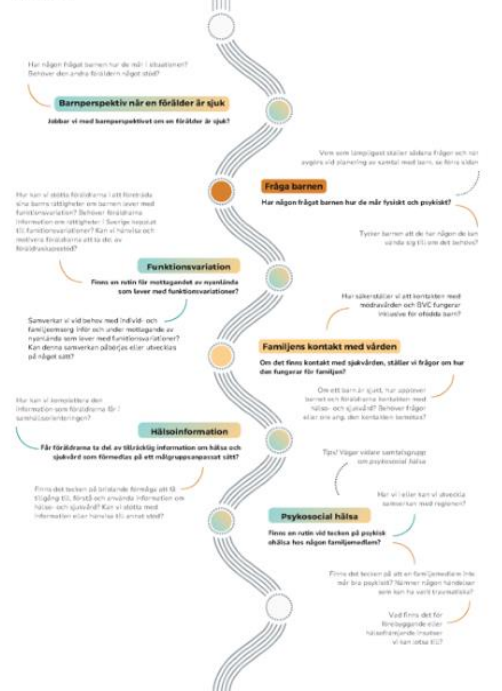 Har någon frågat barnen hur de mår i situationen?
Behöver den andra föräldern något stöd?
Barnperspektiv när en förälder är sjuk
Jobbar vi med barnperspektivet om en förälder är sjuk?
Vem som lämpligast ställer sådana frågor och hur
avgörs vid planering av samtal med barn, se förra sidan
Fråga barnen
Har någon frågat barnen hur de mår fysiskt och psykiskt?
Tycker barnen att de har någon de kan
vända sig till om det behövs?
Hur kan vi stötta föräldrarna i att företräda
sina barns rättigheter om barnen lever med
funktionsvariation? Behöver föräldrarna
information om rättigheter i Sverige kopplat
till funktionsvariationer? Kan vi hänvisa och
motivera föräldrarna att ta del av
föräldraskapsstöd?
Funktionsvariation
Finns en rutin för mottagandet av nyanlända
som lever med funktionsvariationer?
Samverkar vi vid behov med individ- och
familjeomsorg inför och under mottagande av
nyanlända som lever med funktionsvariationer?
Kan denna samverkan påbörjas eller utvecklas
på något sätt?
Hur säkerställer vi att kontakten med
mödravården och BVC fungerar
inklusive för ofödda barn?
Familjens kontakt med vården
Om det finns kontakt med sjukvården, ställer vi frågor om hur
den fungerar för familjen?
Om ett barn är sjukt, hur upplever
barnet och föräldrarna kontakten med
hälso- och sjukvård? Behöver frågor
eller oro ang. den kontakten bemötas?
Hur kan vi komplettera den
information som föräldrarna får i
samhällsorienteringen?
Hälsoinformation
Får föräldrarna ta del av tillräcklig information om hälsa och
sjukvård som förmedlas på ett målgruppsanpassat sätt?
Finns det tecken på bristande förmåga att få
tillgång till, förstå och använda information om
hälso- och sjukvård? Kan vi stötta med
information eller hänvisa till annat stöd?
Tips! Vägar vidare samtalsgrupp
om psykosocial hälsa
Har vi eller kan vi utveckla
samverkan med regionen?
Psykosocial hälsa
Finns en rutin vid tecken på psykisk
ohälsa hos någon familjemedlem?
Finns det tecken på att en familjemedlem inte
mår bra psykiskt? Nämner någon händelser
som kan ha varit traumatiska?
Vad finns det för
förebyggande eller
hälsofrämjande insatser
vi kan lotsa till?